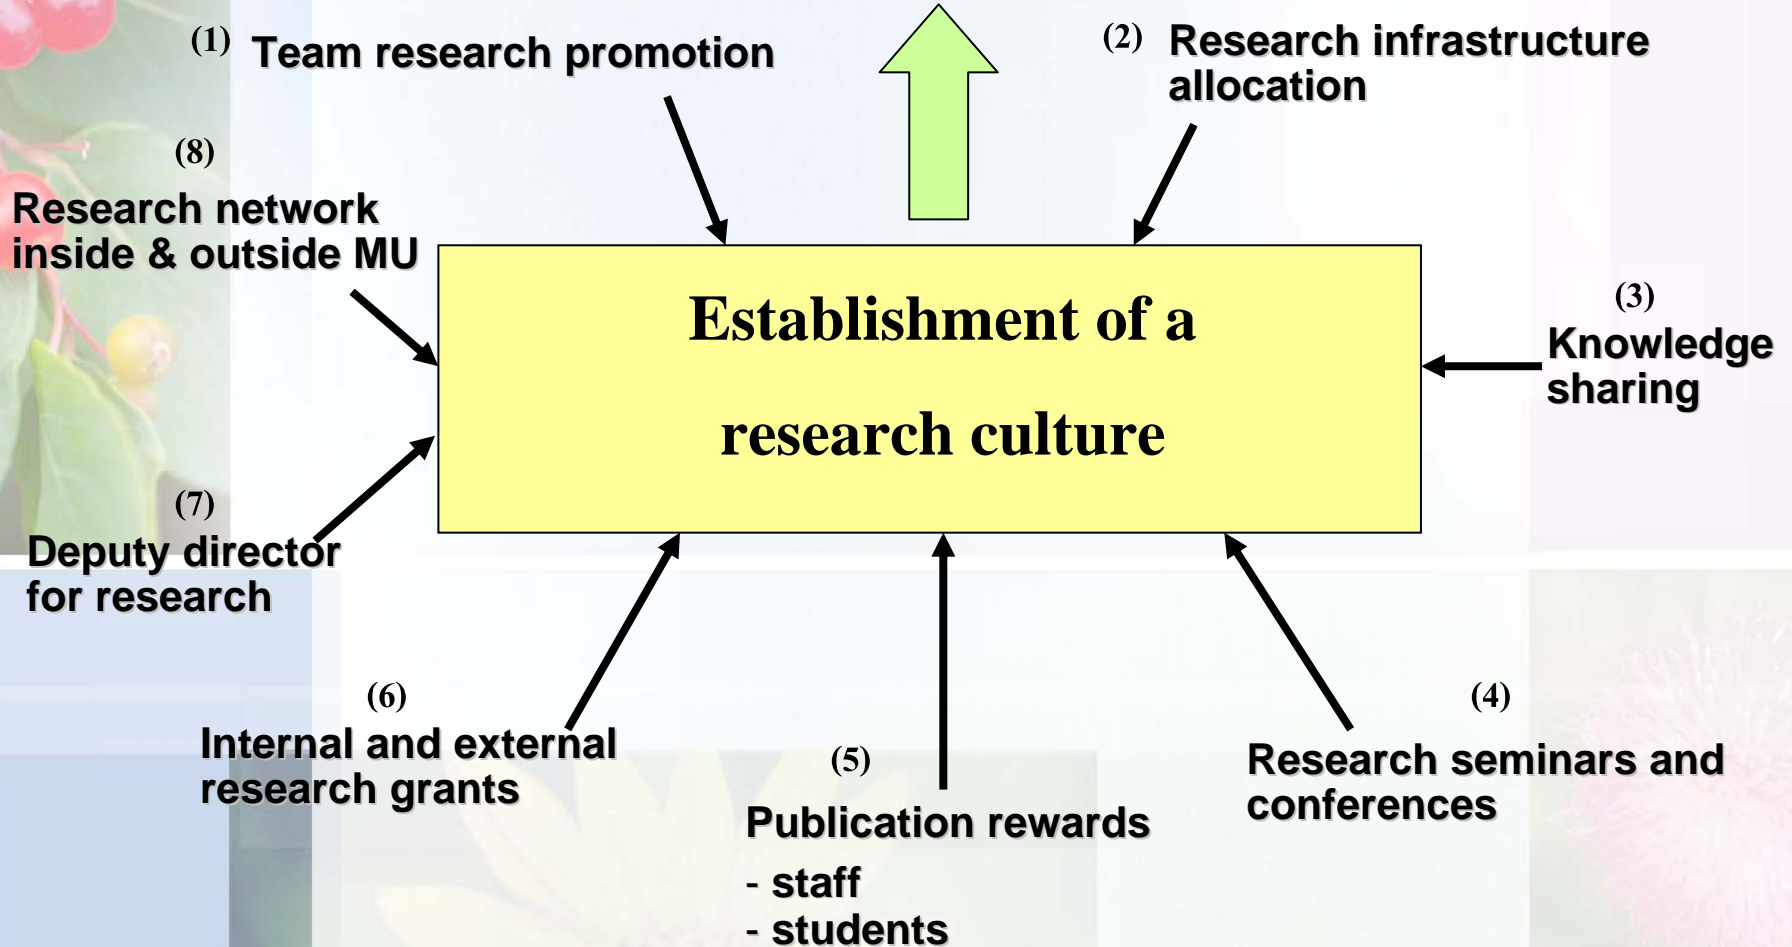 (1) Team research promotion
(2) Research infrastructure
allocation
(8)
Research network
inside & outside MU
Establishment of a
research culture
(3)
Knowledge
sharing
(7)
Deputy director
for research
(6)
Internal and external
research grants
(5)
Publication rewards
- staff
- students
(4)
Research seminars and
conferences